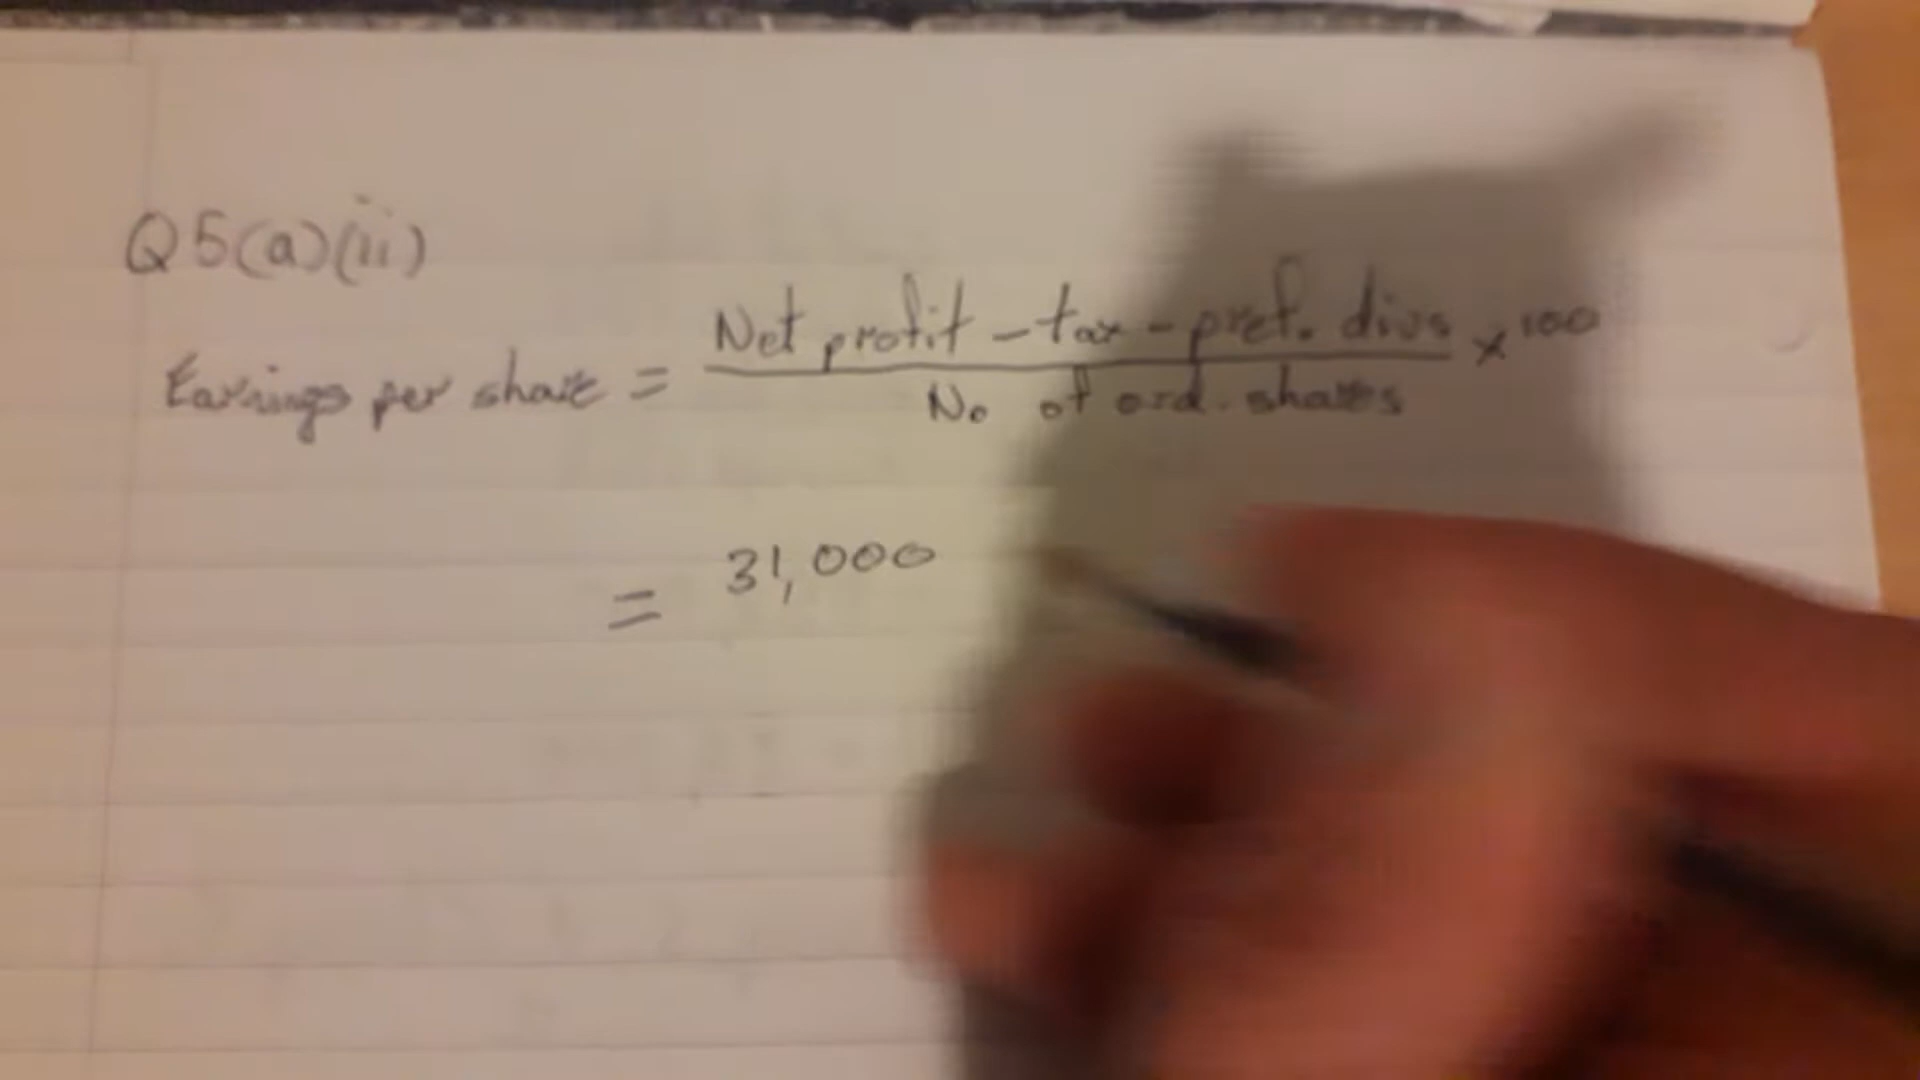 Q5(a)(ii)
Earnings per share = Net profit - tax - pref. divs x 100
No of ord. shares
= 31,000